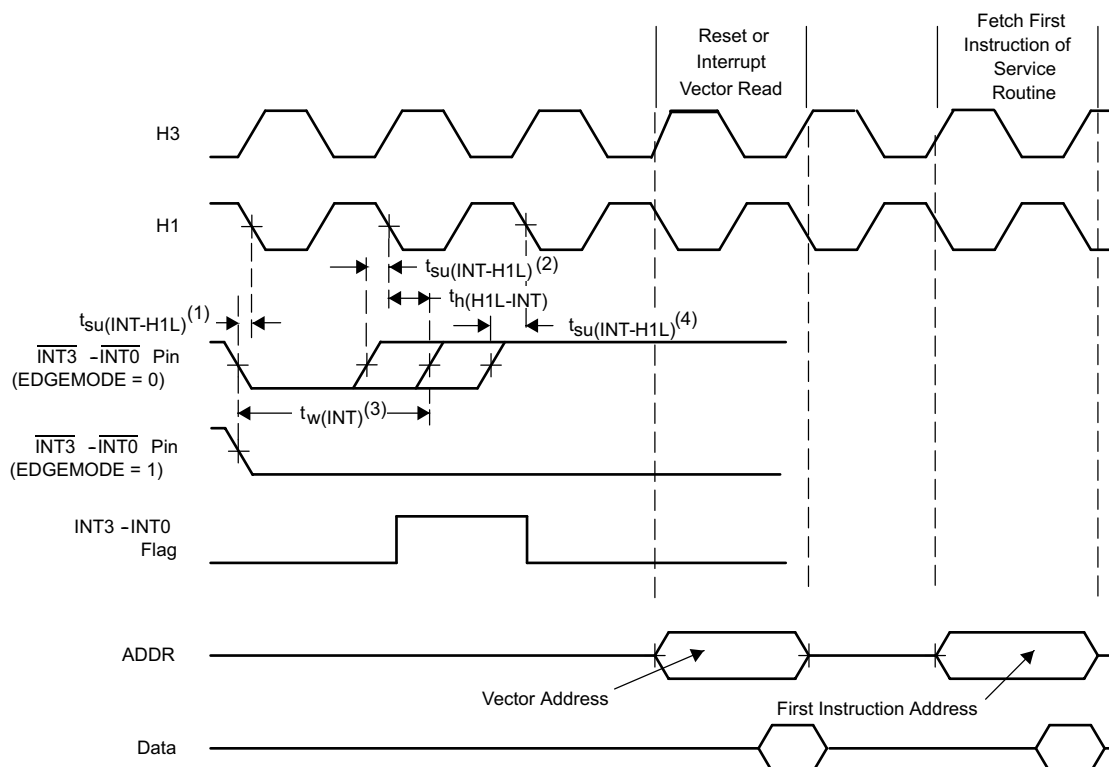 Reset or
Interrupt
Vector Read
Fetch First
Instruction of
Service
Routine
H3
H1
tsu(INT-H1L)(2)
th(H1L-INT)
tsu(INT-H1L)(1)
tsu(INT-H1L)(4)
INT3 -INT0 Pin
(EDGEMODE = 0)
tw(INT)(3)
INT3 -INT0 Pin
(EDGEMODE = 1)
INT3 -INT0
Flag
ADDR
Vector Address
First Instruction Address
Data